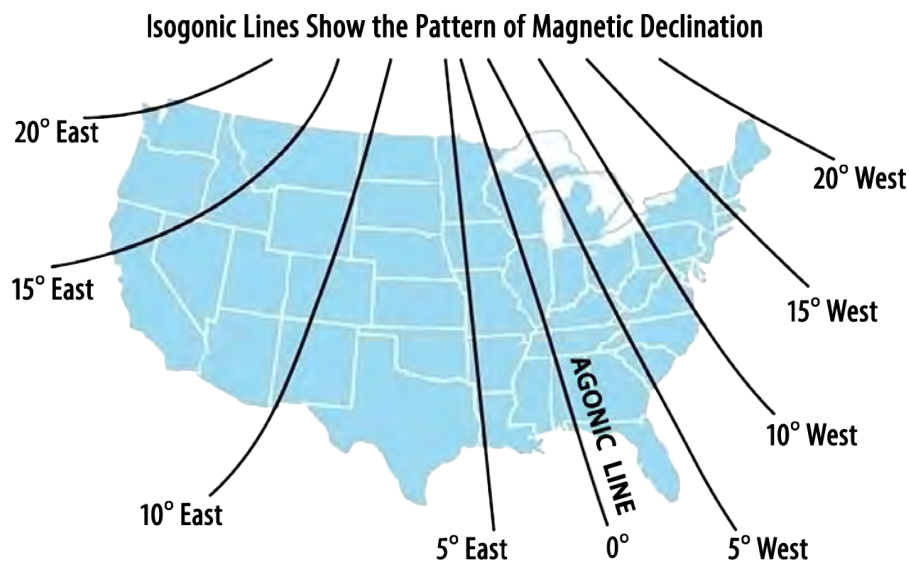 Isogonic Lines Show the Pattern of Magnetic Declination
20° East
20° West
15° East
15° West
AGONIC LINE
10° West
10° East
5° East
0°
5° West